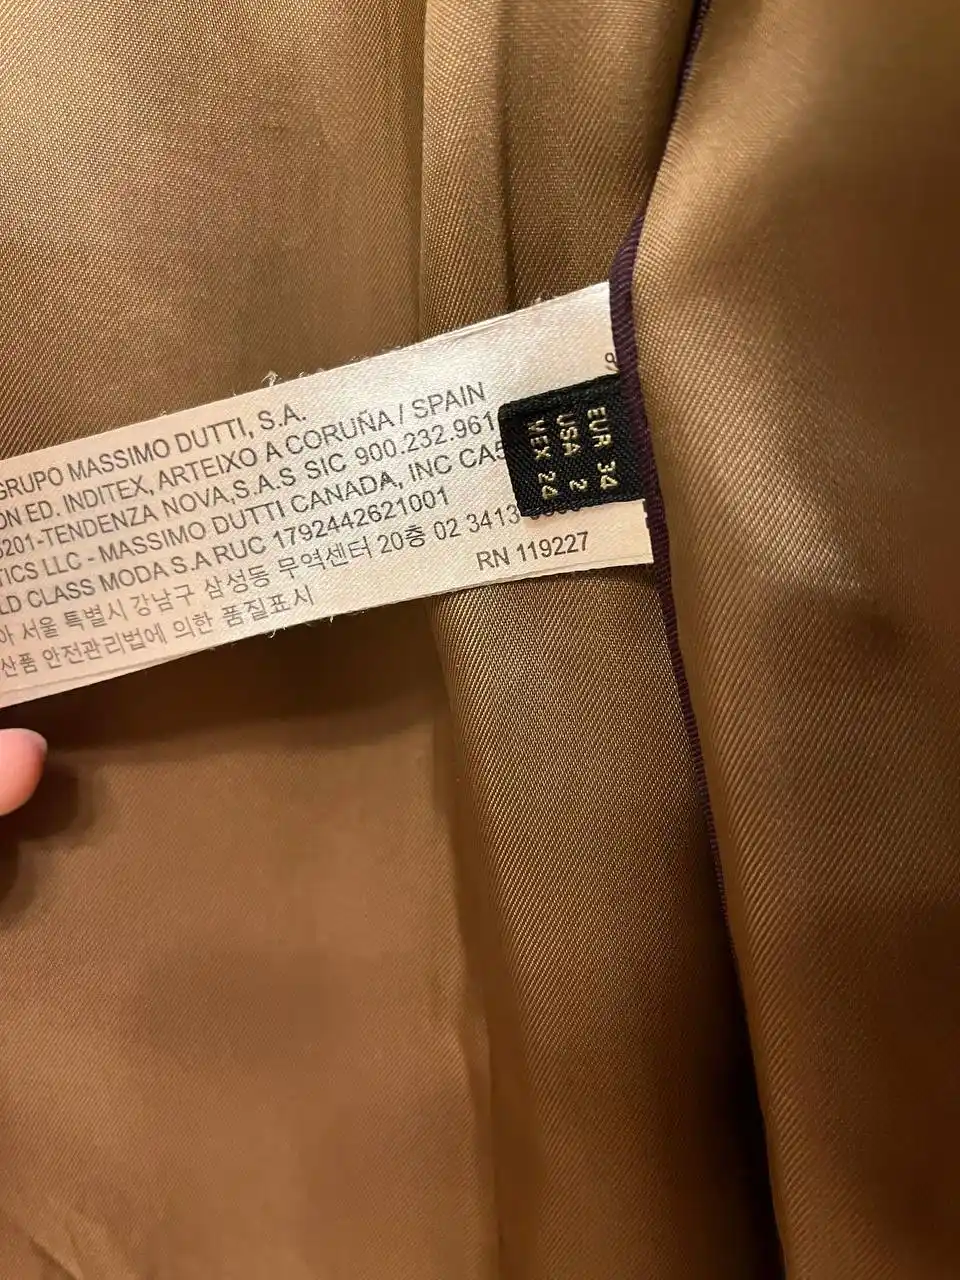 GRUPO MASSIMO DUTTI, S.A.
ON ED. INDITEX, ARTEIXO A CORUÑA / SPAIN
5201-TENDENZA NOVA,S.A.S SIC 900.232.961
TICS LLC - MASSIMO DUTTI CANADA, INC CA5
LD CLASS MODA S.A RUC 1792442621001
아 서울 특별시 강남구 삼성동 무역센터 20층 02 3413
산품 안전관리법에 의한 품질표시
RN 119227
EUR 34
USA 2
MEX 24